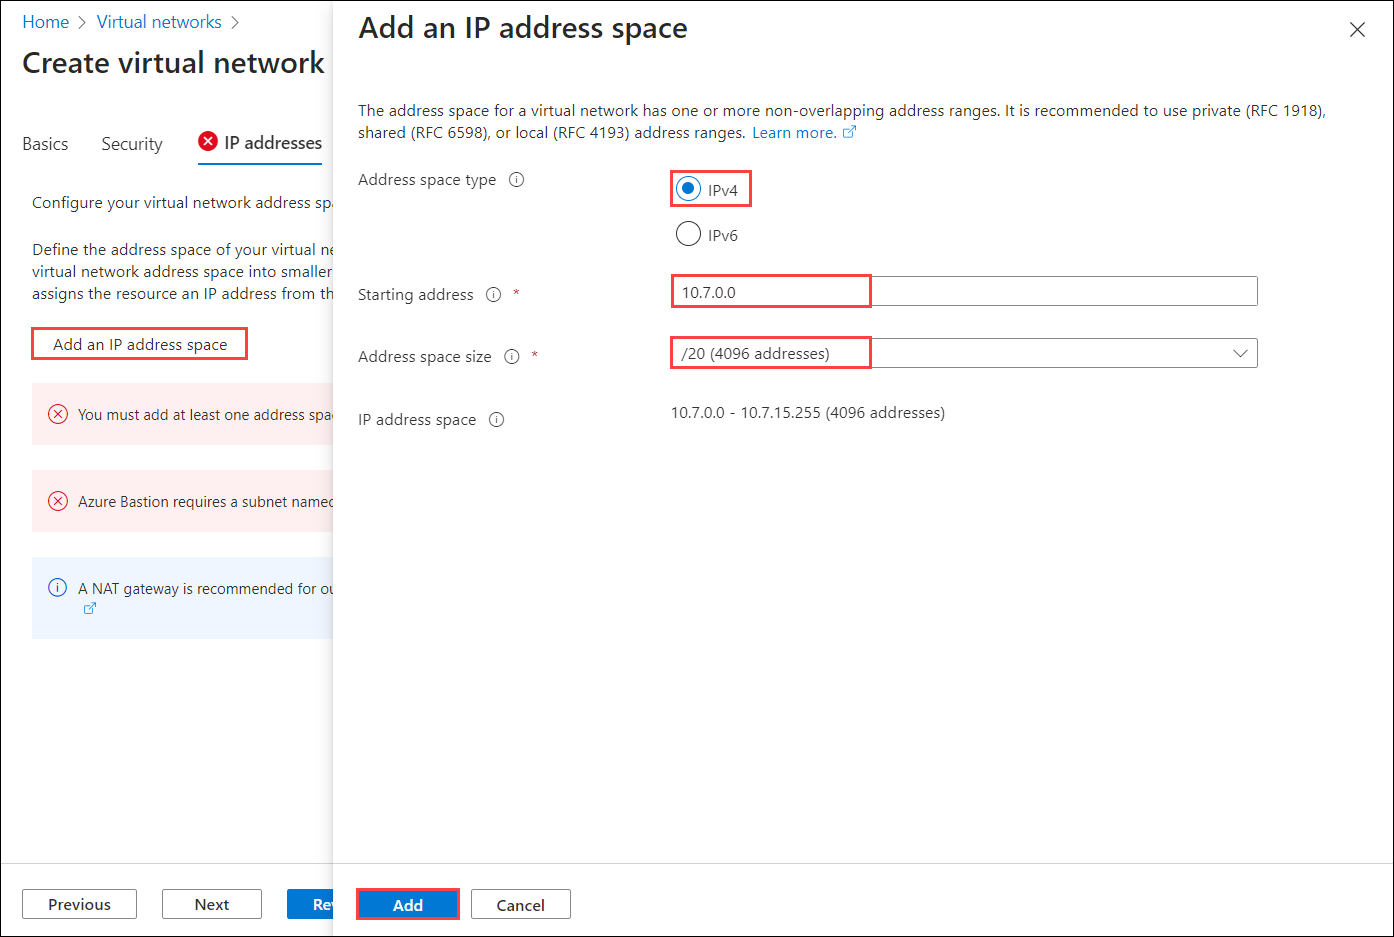 Home > Virtual networks >
Create virtual network
Basics
Security
IP addresses
Configure your virtual network address spa
Define the address space of your virtual ne
virtual network address space into smaller
assigns the resource an IP address from th
Add an IP address space
You must add at least one address spac
Azure Bastion requires a subnet named
A NAT gateway is recommended for ou
Previous
Next
Rev
Add an IP address space
The address space for a virtual network has one or more non-overlapping address ranges. It is recommended to use private (RFC 1918),
shared (RFC 6598), or local (RFC 4193) address ranges. Learn more.
Address space type
IPv4
IPv6
Starting address *
10.7.0.0
Address space size *
/20 (4096 addresses)
IP address space
10.7.0.0 - 10.7.15.255 (4096 addresses)
Add
Cancel